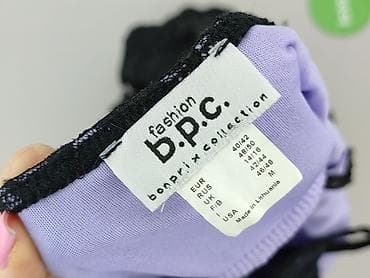 fashion
b.p.c.
bonprix collection
EUR 40/42
RUS 48/50
UK 14/16
F/B 42/44
I 46/48
USA M
Made in Lithuania